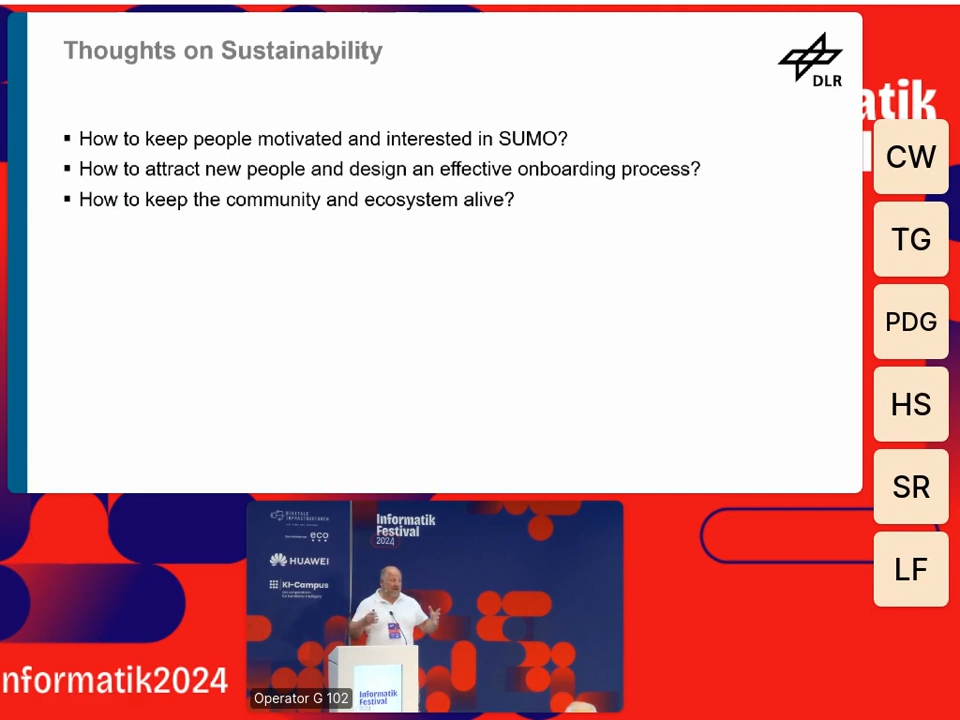 Thoughts on Sustainability
DLR
▪ How to keep people motivated and interested in SUMO?
▪ How to attract new people and design an effective onboarding process?
▪ How to keep the community and ecosystem alive?
atik
CW
TG
PDG
HS
SR
LF
eco
HUAWEI
KI-Campus
Informatik
Festival
2024
Informatik
Festival
Operator G 102
nformatik2024